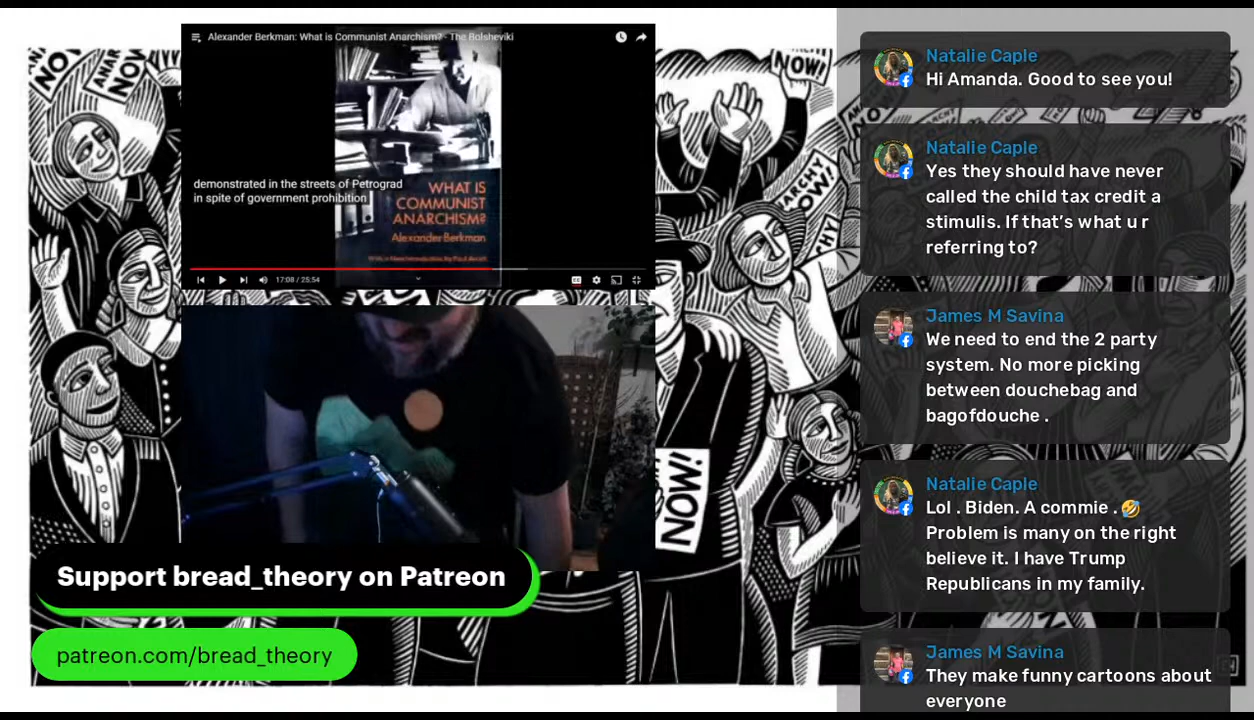 Alexander Berkman: What is Communist Anarchism? - The Bolsheviki
demonstrated in the streets of Petrograd
in spite of government prohibition
WHAT IS
COMMUNIST
ANARCHISM?
Alexander Berkman
17:08 / 25:54
NOW!
NOW!
ANARCHY
NOW!
NOW!
Support bread_theory on Patreon
patreon.com/bread_theory
Natalie Caple
Hi Amanda. Good to see you!
Natalie Caple
Yes they should have never
called the child tax credit a
stimulis. If that's what u r
referring to?
James M Savina
We need to end the 2 party
system. No more picking
between douchebag and
bagofdouche .
Natalie Caple
Lol . Biden. A commie . 🤣
Problem is many on the right
believe it. I have Trump
Republicans in my family.
James M Savina
They make funny cartoons about
everyone